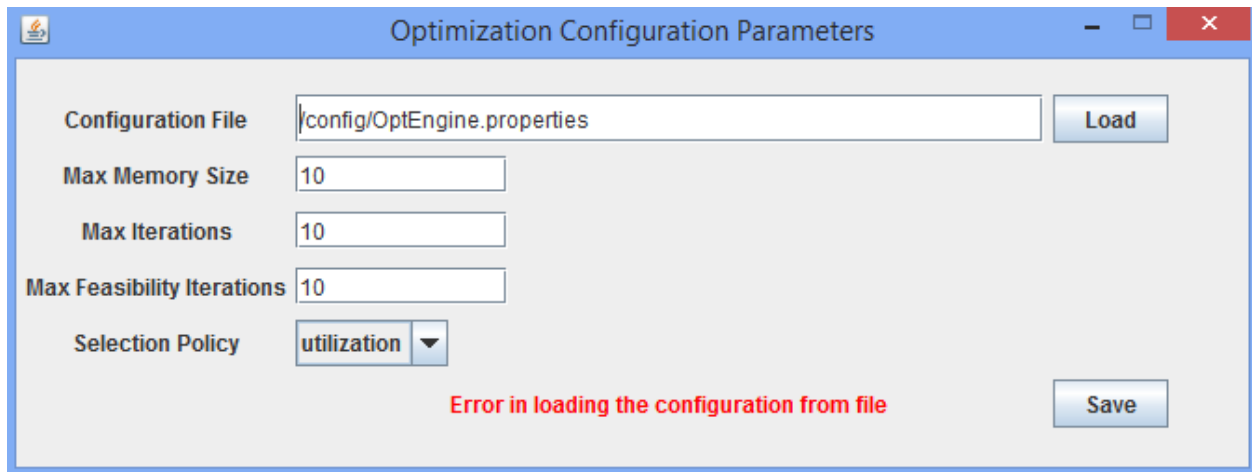 Optimization Configuration Parameters
Configuration File /config/OptEngine.properties Load
Max Memory Size 10
Max Iterations 10
Max Feasibility Iterations 10
Selection Policy utilization
Error in loading the configuration from file Save